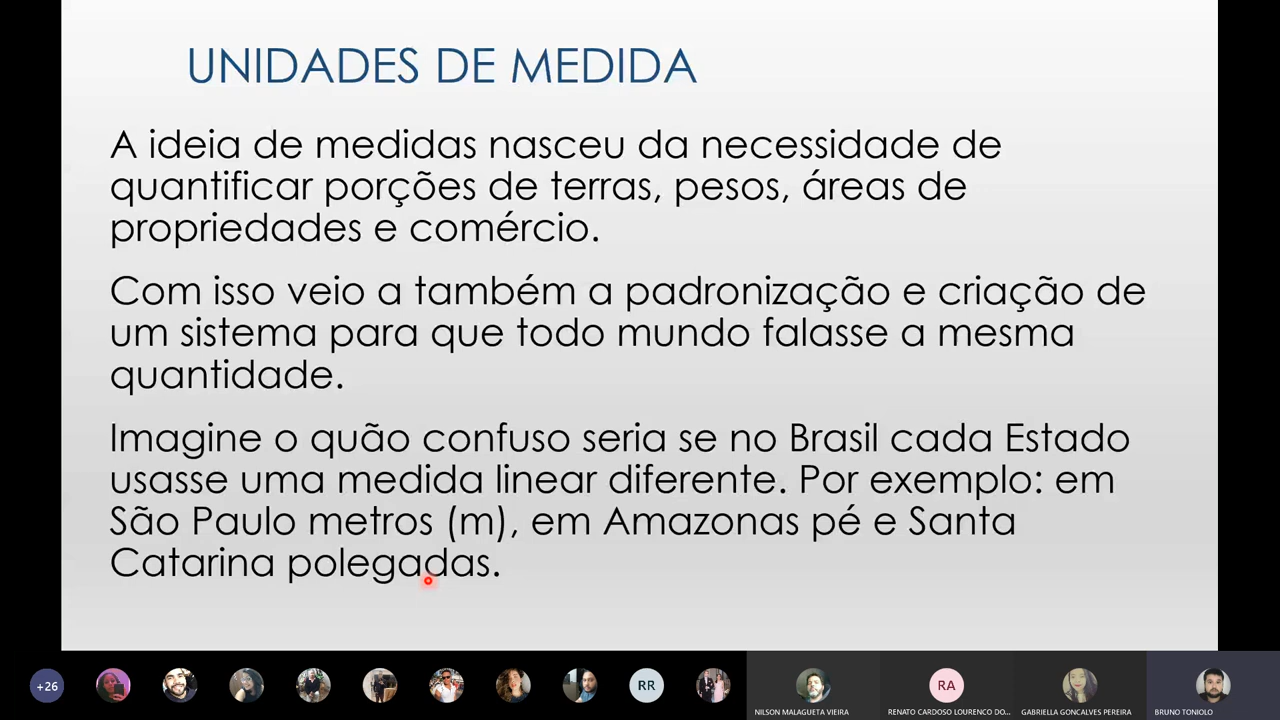 UNIDADES DE MEDIDA
A ideia de medidas nasceu da necessidade de
quantificar porções de terras, pesos, áreas de
propriedades e comércio.
Com isso veio a também a padronização e criação de
um sistema para que todo mundo falasse a mesma
quantidade.
Imagine o quão confuso seria se no Brasil cada Estado
usasse uma medida linear diferente. Por exemplo: em
São Paulo metros (m), em Amazonas pé e Santa
Catarina polegadas.
+26
RR
RA
NILSON MALAGUETA VIEIRA
RENATO CARDOSO LOURENCO DO...
GABRIELLA GONCALVES PEREIRA
BRUNO TONIOLO